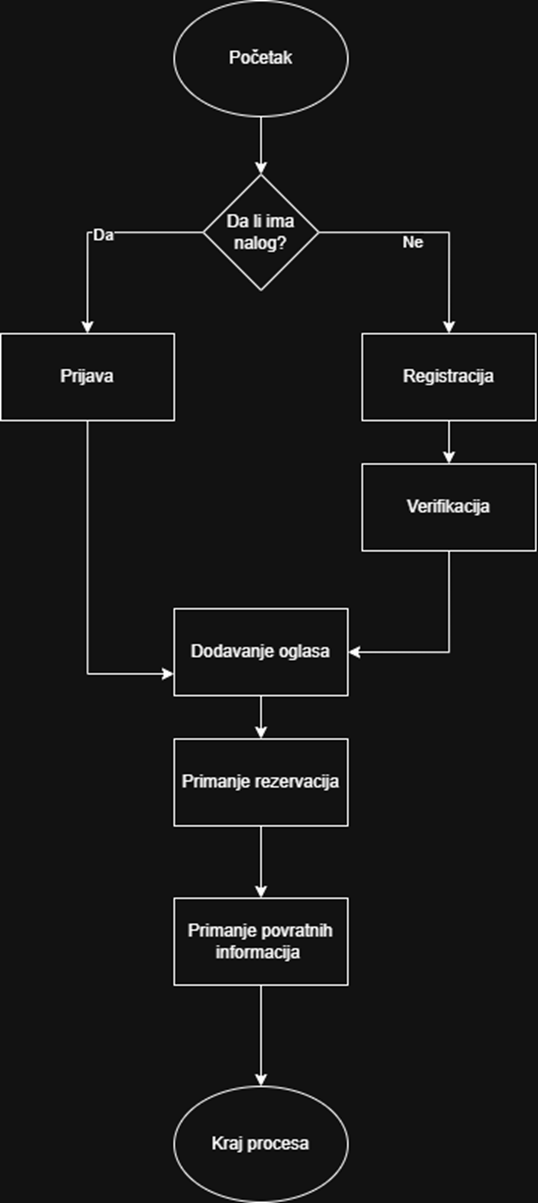 Početak
Da li ima
nalog?
Da
Ne
Prijava
Registracija
Verifikacija
Dodavanje oglasa
Primanje rezervacija
Primanje povratnih
informacija
Kraj procesa